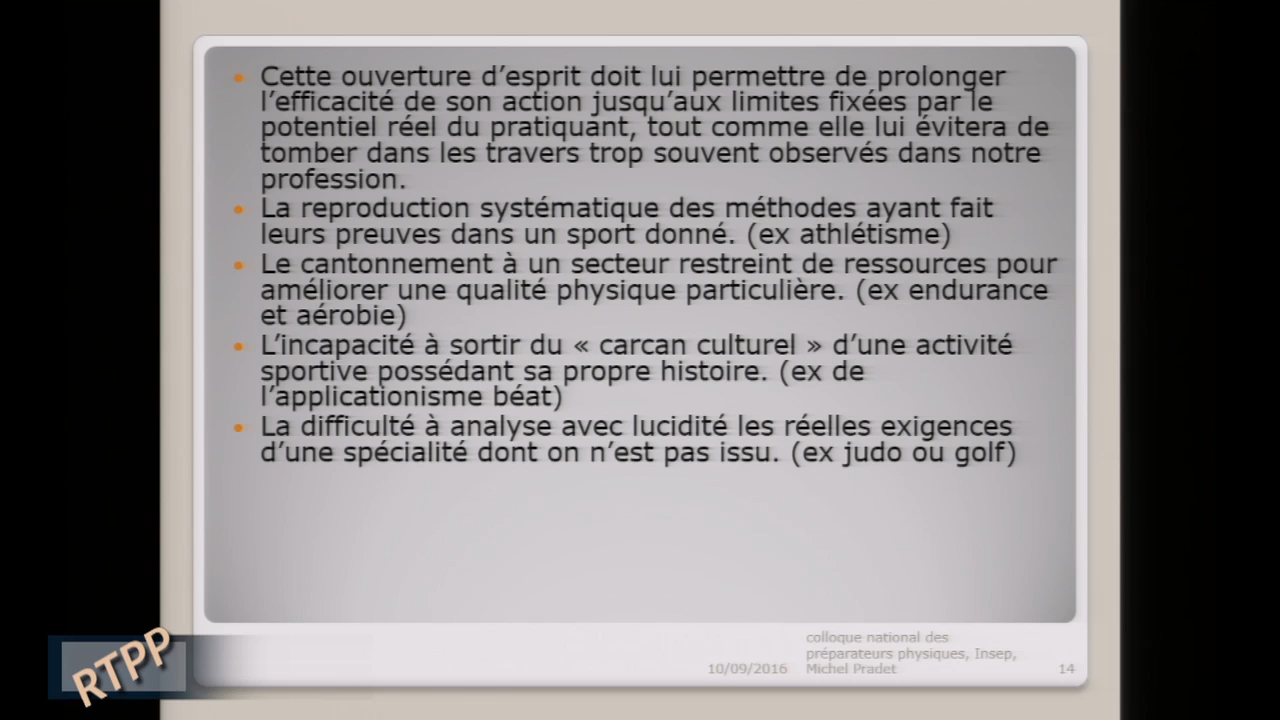 • Cette ouverture d’esprit doit lui permettre de prolonger
l’efficacité de son action jusqu’aux limites fixées par le
potentiel réel du pratiquant, tout comme elle lui évitera de
tomber dans les travers trop souvent observés dans notre
profession.
• La reproduction systématique des méthodes ayant fait
leurs preuves dans un sport donné. (ex athlétisme)
• Le cantonnement à un secteur restreint de ressources pour
améliorer une qualité physique particulière. (ex endurance
et aérobie)
• L’incapacité à sortir du « carcan culturel » d’une activité
sportive possédant sa propre histoire. (ex de
l’applicationisme béat)
• La difficulté à analyse avec lucidité les réelles exigences
d’une spécialité dont on n’est pas issu. (ex judo ou golf)
colloque national des
préparateurs physiques, Insep,
10/09/2016 Michel Pradet 14
RTPP